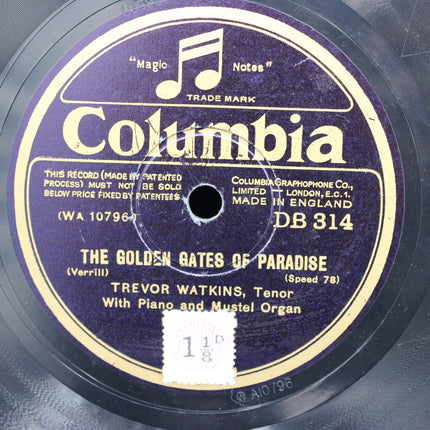 "Magic Notes"
TRADE MARK
Columbia
THIS RECORD (MADE BY PATENTED
PROCESS) MUST NOT BE SOLD
BELOW PRICE FIXED BY PATENTEES.
(WA 10796)
COLUMBIA GRAPHOPHONE CO.,
LIMITED — LONDON, E.C.1.
MADE IN ENGLAND
DB 314
THE GOLDEN GATES OF PARADISE
(Verrill)
(Speed 78)
TREVOR WATKINS, Tenor
With Piano and Mustel Organ
1 1/8 D